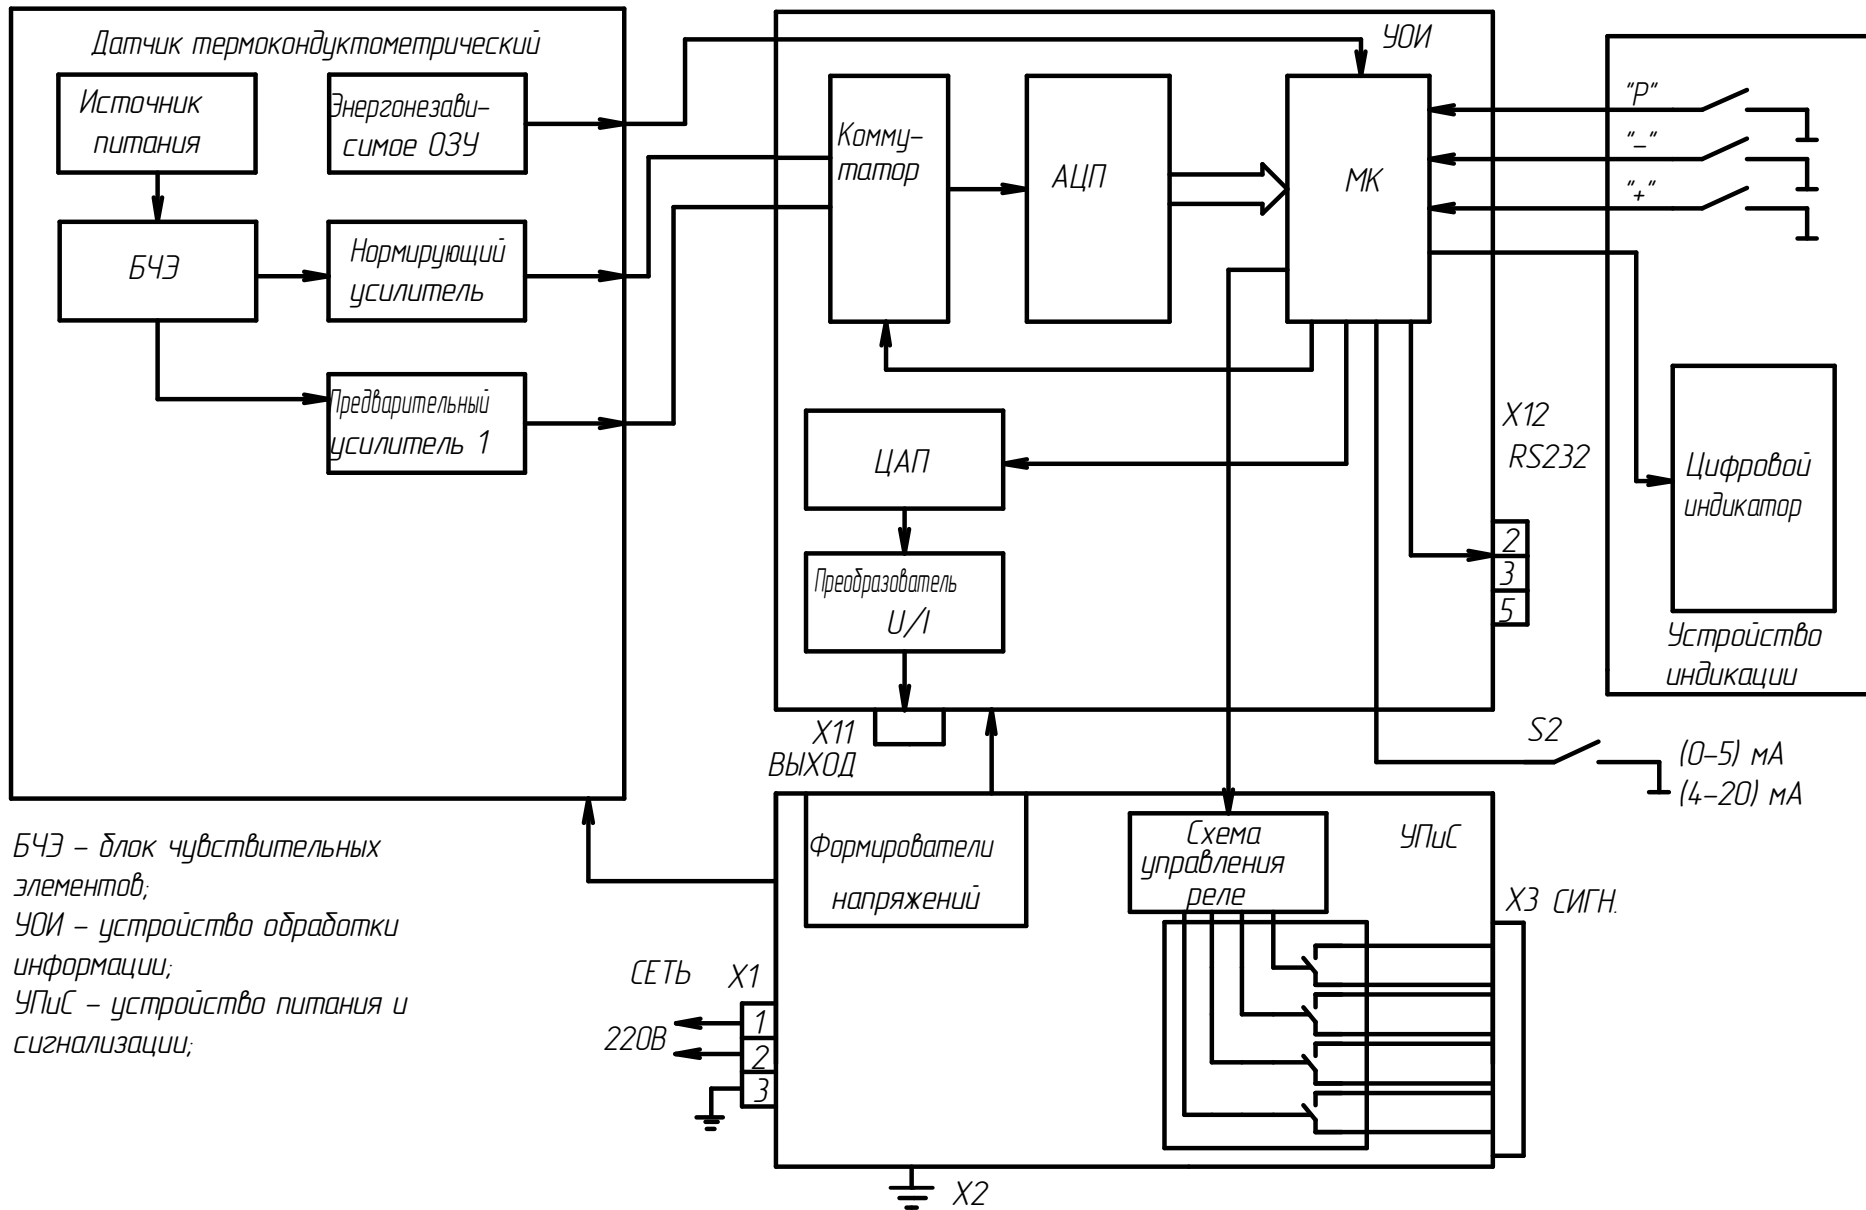 Датчик термокондуктометрический
Источник
питания
Энергонезави-
симое ОЗУ
БЧЭ
Нормирующий
усилитель
Предварительный
усилитель 1
УОИ
Комму-
татор
АЦП
МК
ЦАП
Преобразователь
U/I
X11
ВЫХОД
X12
RS232
2
3
5
"Р"
"-"
"+"
Цифровой
индикатор
Устройство
индикации
S2
(0-5) мА
(4-20) мА
Формирователи
напряжений
Схема
управления
реле
УПиС
X3 СИГН.
СЕТЬ X1
220В
1
2
3
X2
БЧЭ - блок чувствительных
элементов;
УОИ - устройство обработки
информации;
УПиС - устройство питания и
сигнализации;